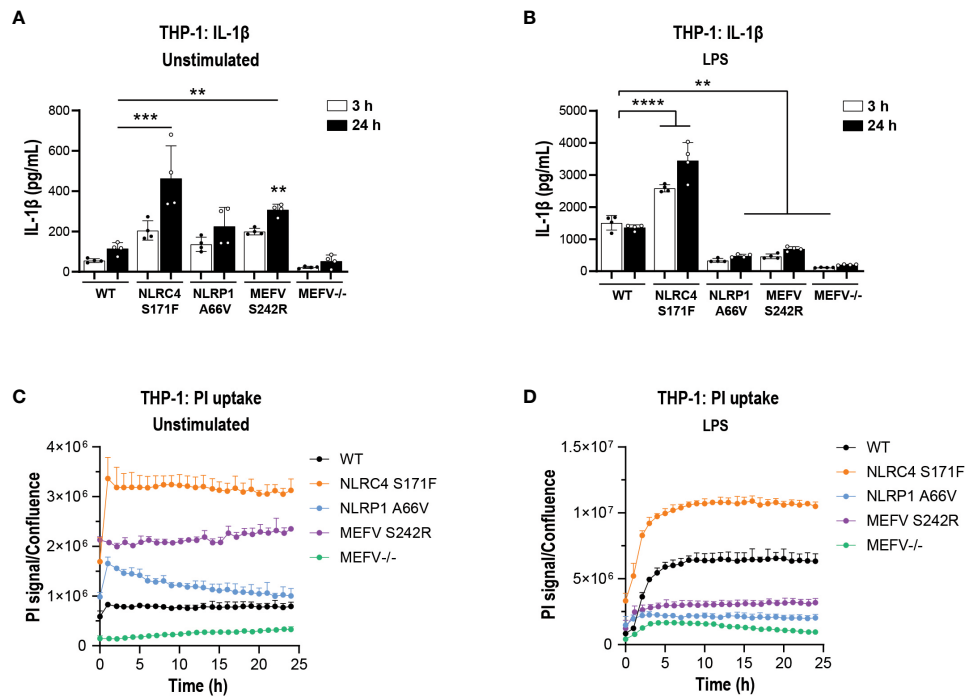 A
THP-1: IL-1β
Unstimulated
**
***
**
3 h
24 h
IL-1β (pg/mL)
800
600
400
200
0
WT
NLRC4
S171F
NLRP1
A66V
MEFV
S242R
MEFV-/-
B
THP-1: IL-1β
LPS
**
****
3 h
24 h
IL-1β (pg/mL)
5000
4000
3000
2000
1000
0
WT
NLRC4
S171F
NLRP1
A66V
MEFV
S242R
MEFV-/-
C
THP-1: PI uptake
Unstimulated
PI signal/Confluence
4×10⁶
3×10⁶
2×10⁶
1×10⁶
0
0 5 10 15 20 25
Time (h)
WT
NLRC4 S171F
NLRP1 A66V
MEFV S242R
MEFV-/-
D
THP-1: PI uptake
LPS
PI signal/Confluence
1.5×10⁷
1×10⁷
5×10⁶
0
0 5 10 15 20 25
Time (h)
WT
NLRC4 S171F
NLRP1 A66V
MEFV S242R
MEFV-/-